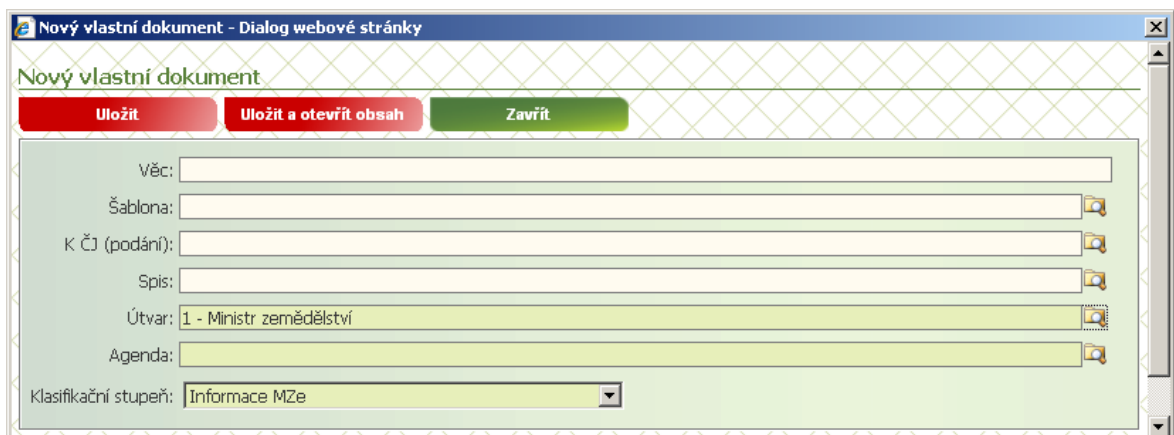 Nový vlastní dokument - Dialog webové stránky
Nový vlastní dokument
Uložit Uložit a otevřít obsah Zavřít
Věc:
Šablona:
K ČJ (podání):
Spis:
Útvar: 1 - Ministr zemědělství
Agenda:
Klasifikační stupeň: Informace MZe